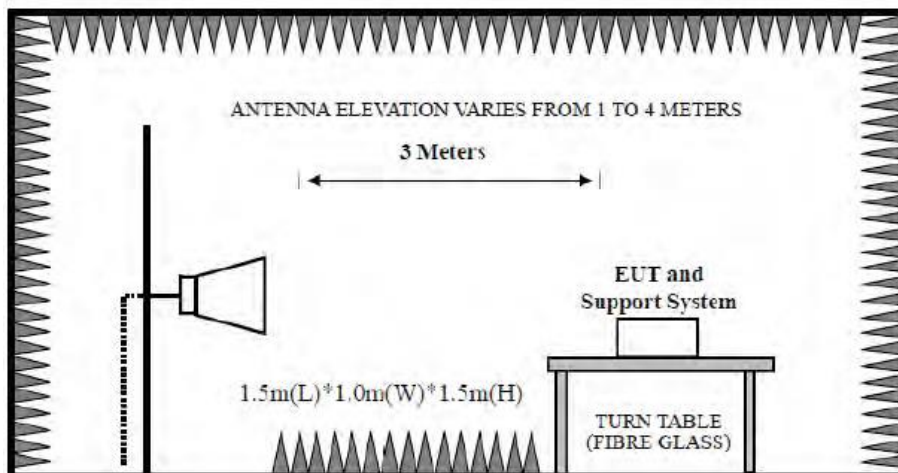 ANTENNA ELEVATION VARIES FROM 1 TO 4 METERS
3 Meters
EUT and
Support System
1.5m(L)*1.0m(W)*1.5m(H)
TURN TABLE
(FIBRE GLASS)